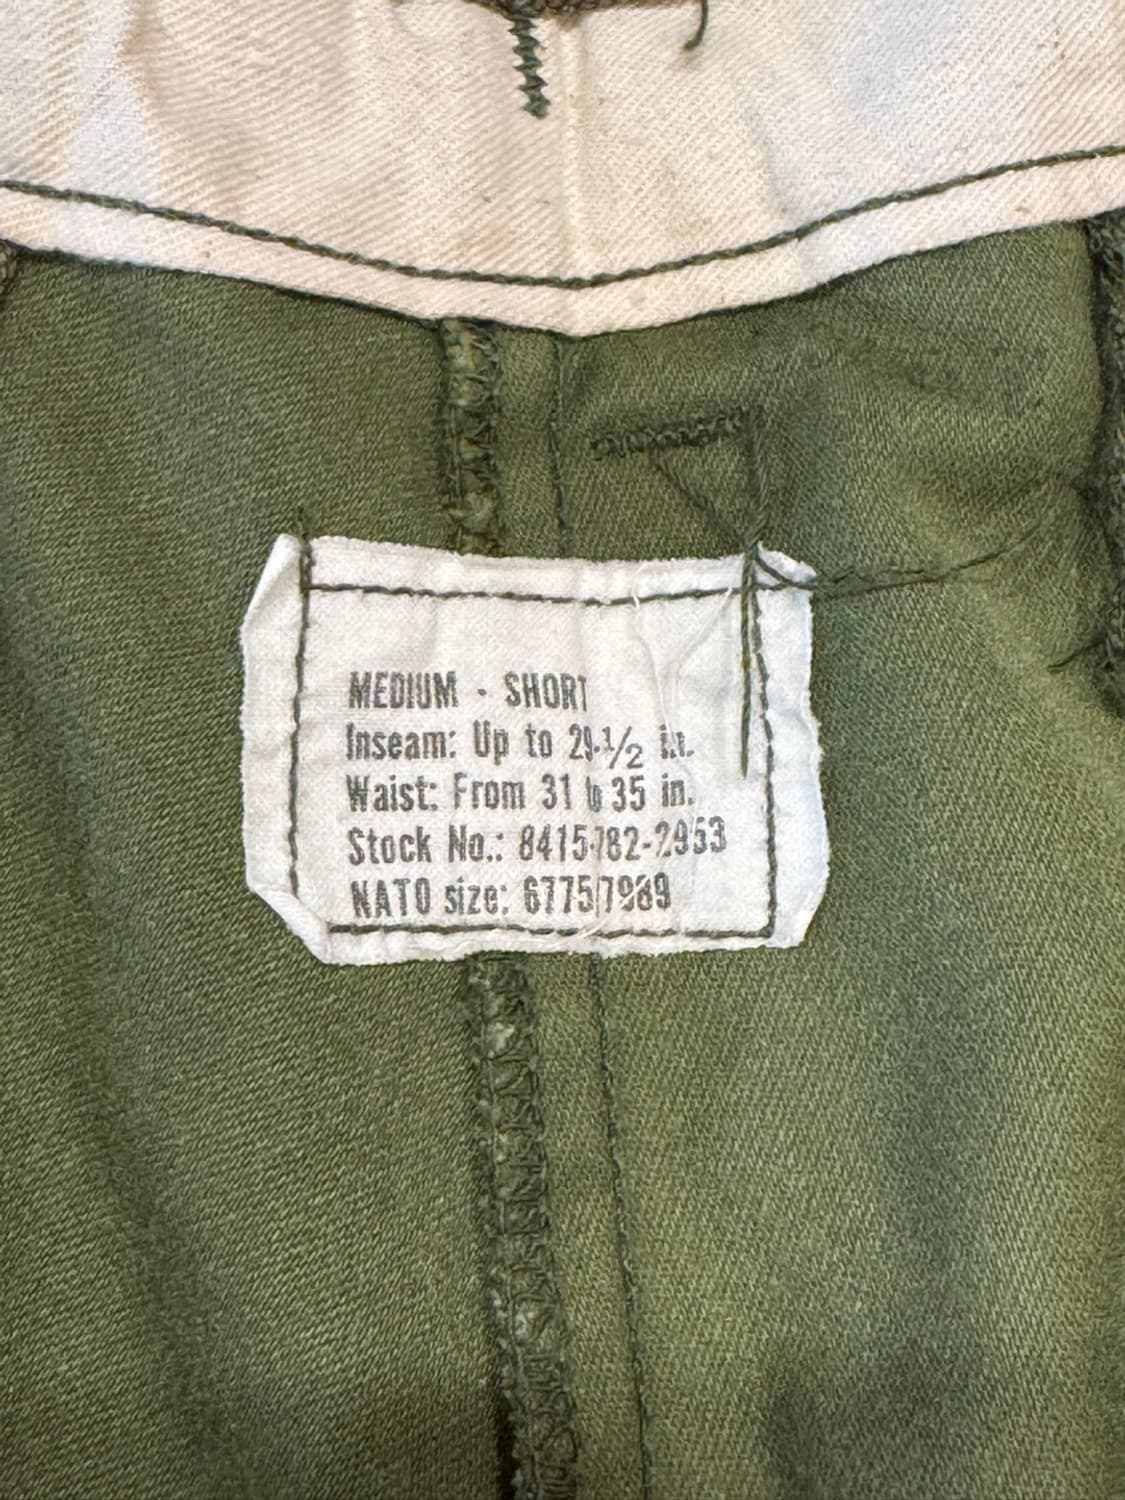 MEDIUM - SHORT
Inseam: Up to 29-1/2 in.
Waist: From 31 to 35 in.
Stock No.: 8415-782-2953
NATO size: 6775/7989